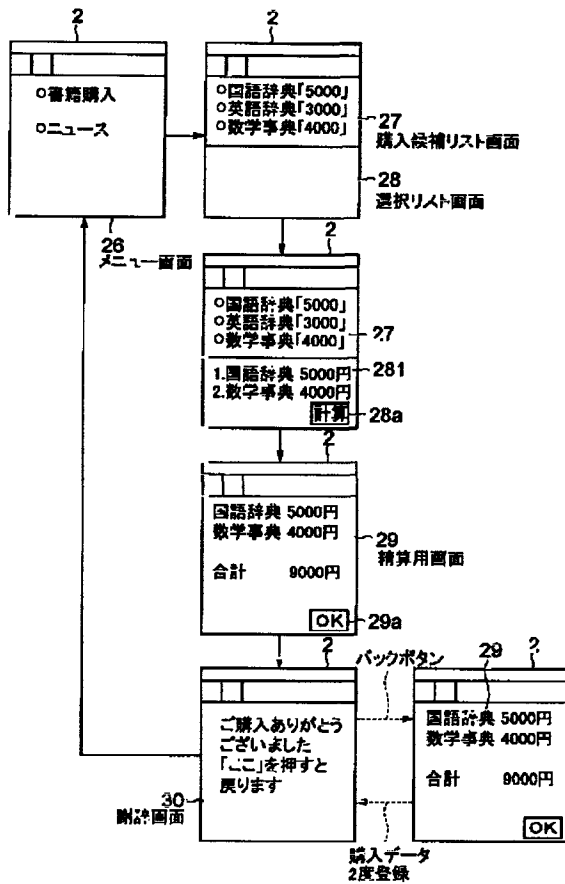 2
2
○書籍購入
○ニュース
26
メニュー画面
○国語辞典「5000」
○英語辞典「3000」
○数学事典「4000」
27
購入候補リスト画面
28
選択リスト画面
2
○国語辞典「5000」
○英語辞典「3000」
○数学事典「4000」
27
1.国語辞典 5000円
2.数学事典 4000円
281
計算
28a
2
国語辞典 5000円
数学事典 4000円
合計 9000円
29
精算用画面
OK
29a
2
ご購入ありがとう
ございました
「ここ」を押すと
戻ります
30
謝辞画面
バックボタン
29
2
国語辞典 5000円
数学事典 4000円
合計 9000円
OK
購入データ
2度登録